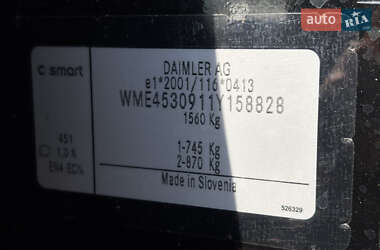 auto.RIA.com
smart
DAIMLER AG
e1*2001/116*0413
WME4530911Y158828
1560 Kg
1-745 Kg
2-870 Kg
Made in Slovenia
451
526329